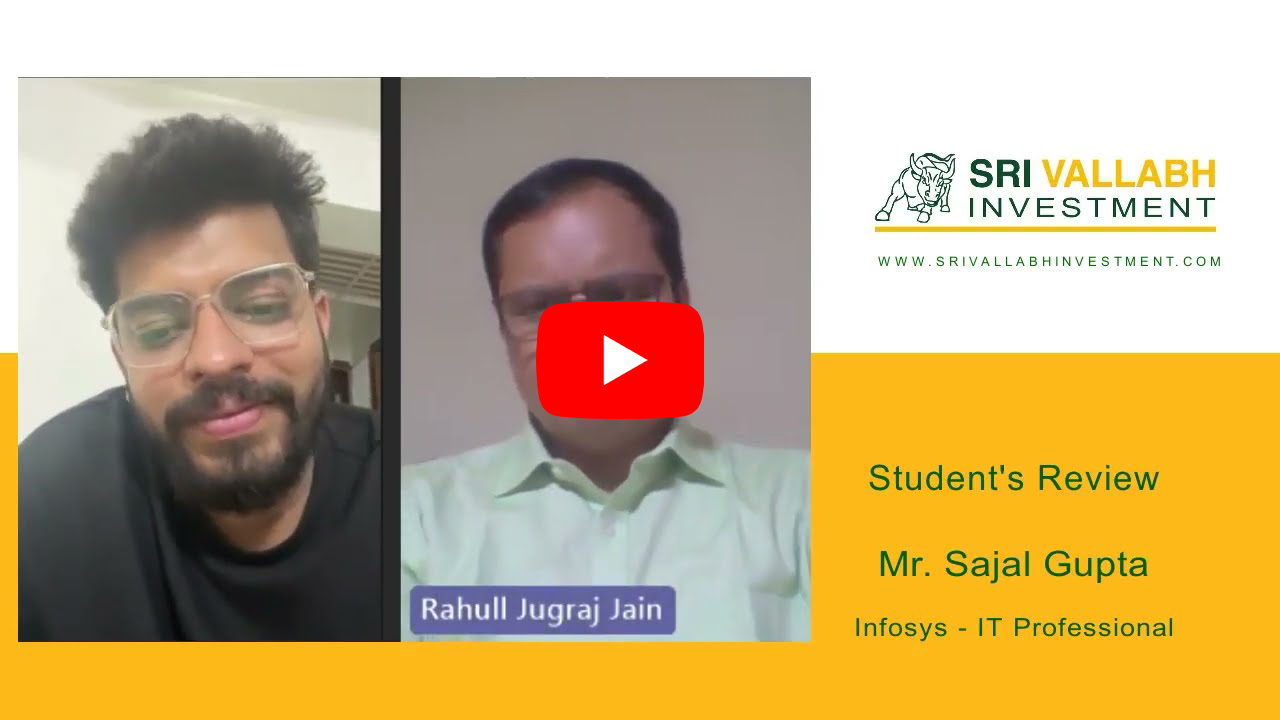 SRI VALLABH
INVESTMENT
WWW.SRIVALLABHINVESTMENT.COM
Student's Review
Mr. Sajal Gupta
Infosys - IT Professional
Rahull Jugraj Jain